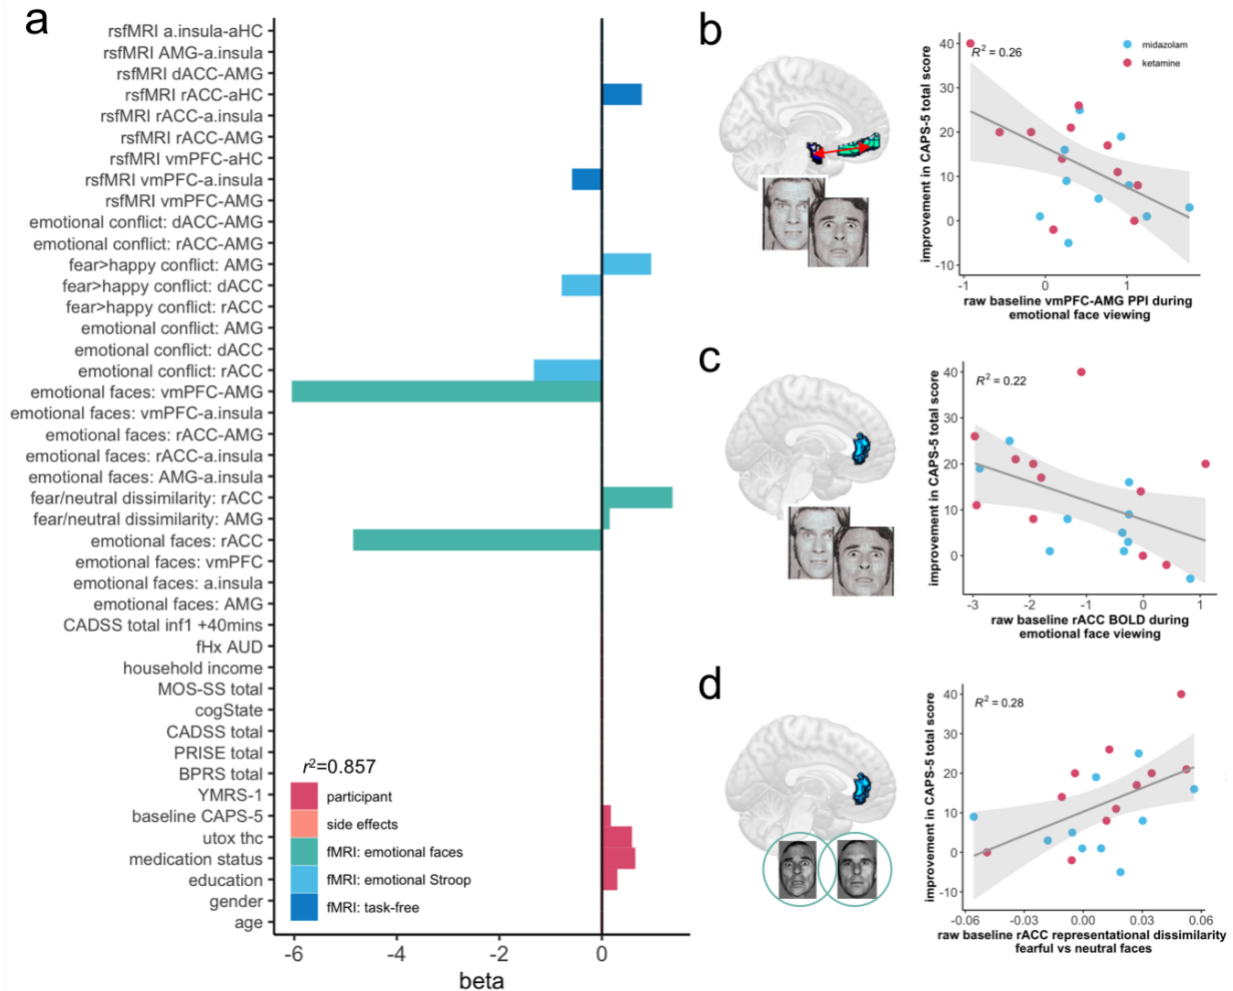 a
rsfMRI a.insula-aHC
rsfMRI AMG-a.insula
rsfMRI dACC-AMG
rsfMRI rACC-aHC
rsfMRI rACC-a.insula
rsfMRI rACC-AMG
rsfMRI vmPFC-aHC
rsfMRI vmPFC-a.insula
rsfMRI vmPFC-AMG
emotional conflict: dACC-AMG
emotional conflict: rACC-AMG
fear>happy conflict: AMG
fear>happy conflict: dACC
fear>happy conflict: rACC
emotional conflict: AMG
emotional conflict: dACC
emotional conflict: rACC
emotional faces: vmPFC-AMG
emotional faces: vmPFC-a.insula
emotional faces: rACC-AMG
emotional faces: rACC-a.insula
emotional faces: AMG-a.insula
fear/neutral dissimilarity: rACC
fear/neutral dissimilarity: AMG
emotional faces: rACC
emotional faces: vmPFC
emotional faces: a.insula
emotional faces: AMG
CADSS total inf1 +40mins
fHx AUD
household income
MOS-SS total
cogState
CADSS total
PRISE total
BPRS total
YMRS-1
baseline CAPS-5
utox thc
medication status
education
gender
age
r²=0.857
participant
side effects
fMRI: emotional faces
fMRI: emotional Stroop
fMRI: task-free
-6 -4 -2 0
beta
b
improvement in CAPS-5 total score
40
30
20
10
0
-10
R² = 0.26
midazolam
ketamine
-1 0 1
raw baseline vmPFC-AMG PPI during
emotional face viewing
c
improvement in CAPS-5 total score
40
30
20
10
0
R² = 0.22
-3 -2 -1 0 1
raw baseline rACC BOLD during
emotional face viewing
d
improvement in CAPS-5 total score
40
30
20
10
0
-10
R² = 0.28
-0.06 -0.03 0.00 0.03 0.06
raw baseline rACC representational dissimilarity
fearful vs neutral faces